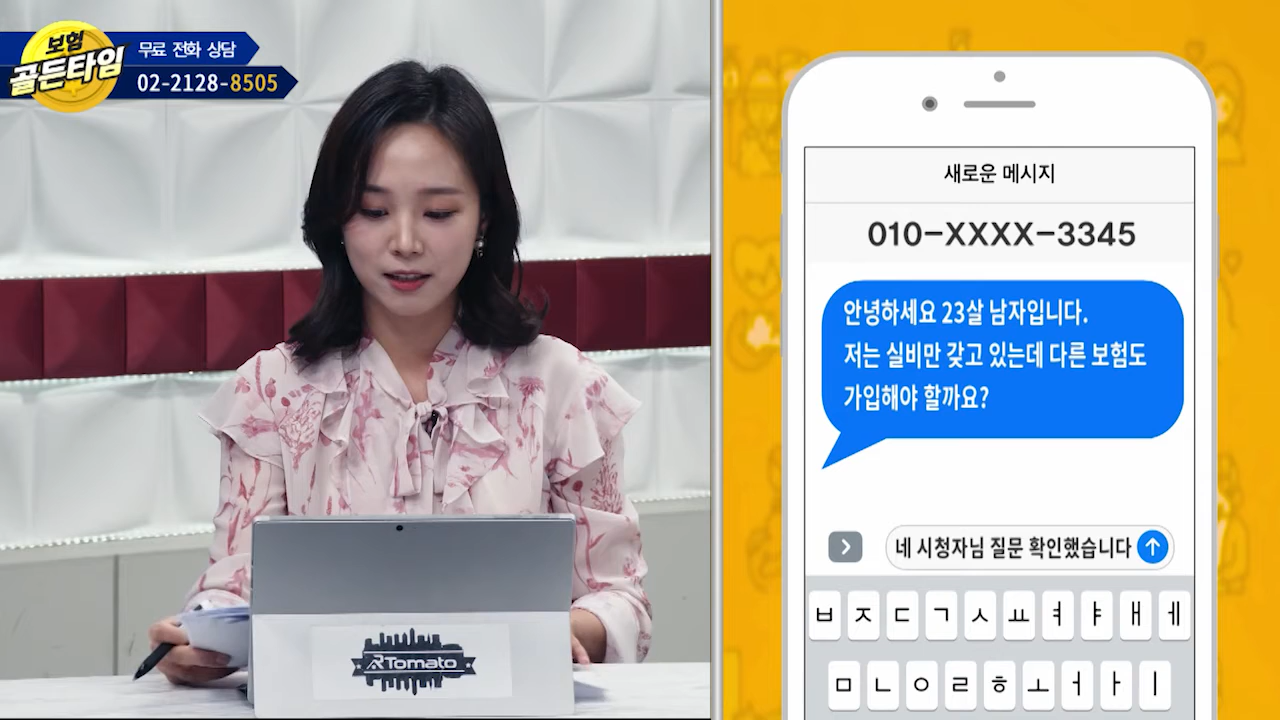 보험
골든타임
무료 전화 상담
02-2128-8505
RTomato
새로운 메시지
010-XXXX-3345
안녕하세요 23살 남자입니다.
저는 실비만 갖고 있는데 다른 보험도
가입해야 할까요?
네 시청자님 질문 확인했습니다
ㅂ ㅈ ㄷ ㄱ ㅅ ㅛ ㅕ ㅑ ㅐ ㅔ
ㅁ ㄴ ㅇ ㄹ ㅎ ㅗ ㅓ ㅏ ㅣ